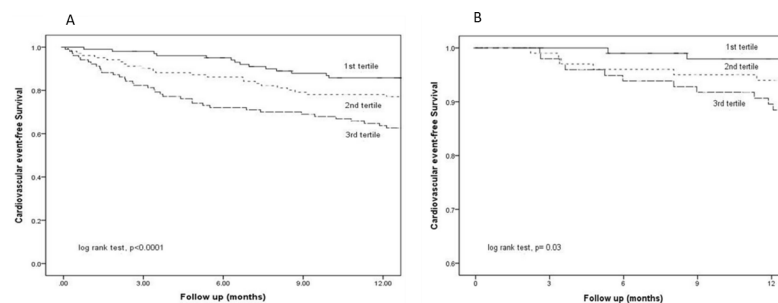 A
Cardiovascular event-free Survival
1.0
0.8
0.6
0.4
0.2
0.0
1st tertile
2nd tertile
3rd tertile
log rank test, p<0.0001
.00 3.00 6.00 9.00 12.00
Follow up (months)
B
Cardiovascular event-free Survival
1.0
0.9
0.8
0.7
0.6
1st tertile
2nd tertile
3rd tertile
log rank test, p= 0.03
0 3 6 9 12
Follow up (months)